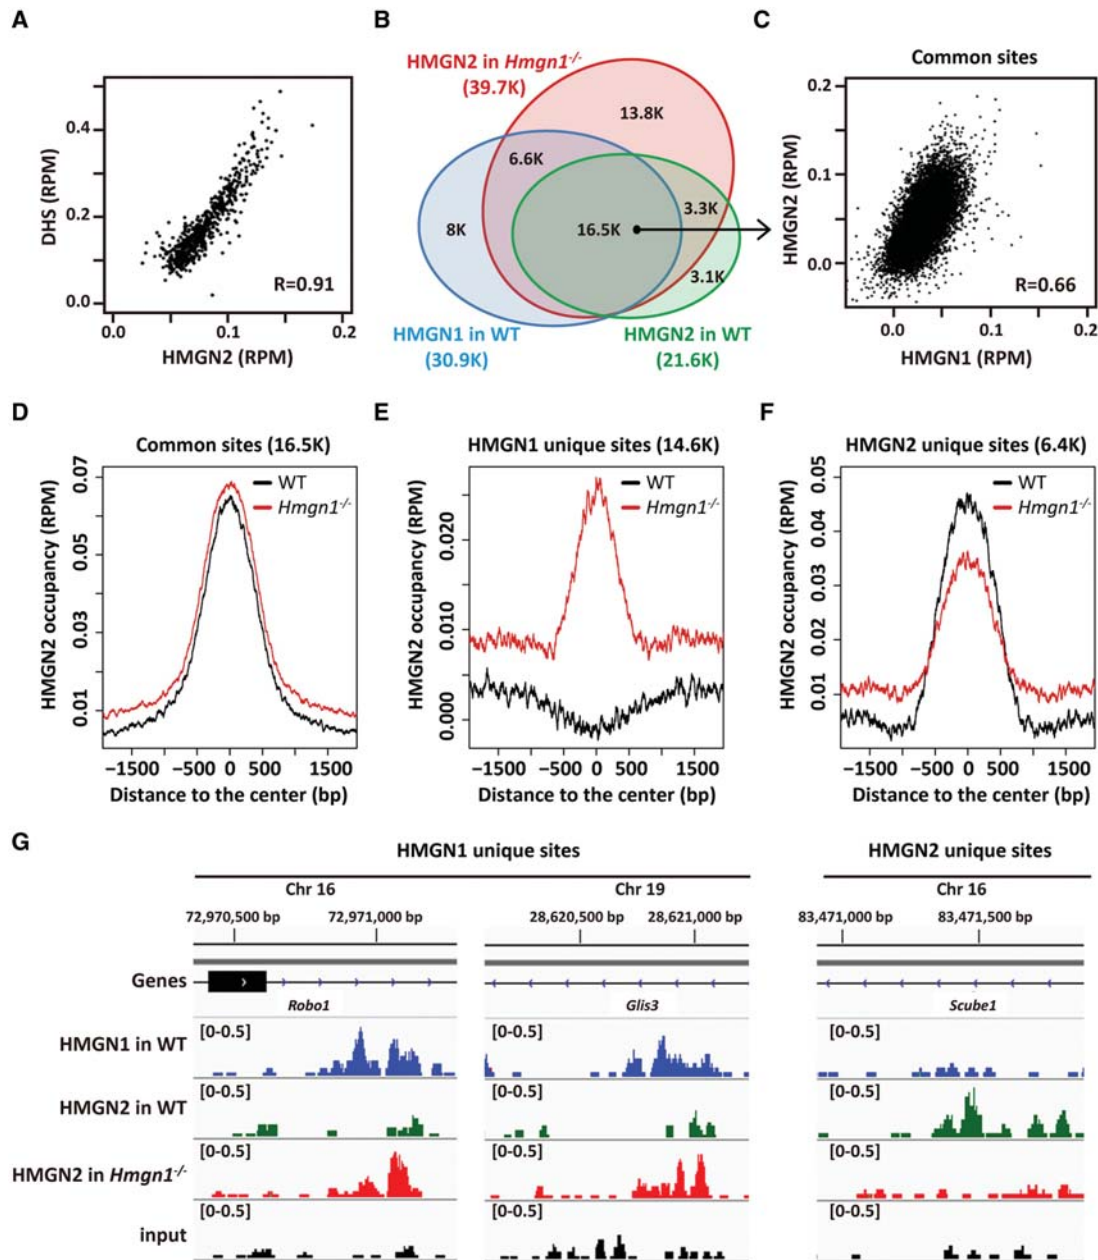 A
DHS (RPM)
0.4
0.2
0.0
R=0.91
0.0 0.1 0.2
HMGN2 (RPM)
B
HMGN2 in Hmgn1-/-
(39.7K)
13.8K
6.6K
3.3K
8K
16.5K
3.1K
HMGN1 in WT
(30.9K)
HMGN2 in WT
(21.6K)
C
Common sites
HMGN2 (RPM)
0.2
0.1
0.0
R=0.66
0.0 0.1 0.2
HMGN1 (RPM)
D
Common sites (16.5K)
HMGN2 occupancy (RPM)
0.07
0.05
0.03
0.01
WT
Hmgn1-/-
−1500 −500 0 500 1500
Distance to the center (bp)
E
HMGN1 unique sites (14.6K)
HMGN2 occupancy (RPM)
0.020
0.010
0.000
WT
Hmgn1-/-
−1500 −500 0 500 1500
Distance to the center (bp)
F
HMGN2 unique sites (6.4K)
HMGN2 occupancy (RPM)
0.05
0.04
0.03
0.02
0.01
WT
Hmgn1-/-
−1500 −500 0 500 1500
Distance to the center (bp)
G
HMGN1 unique sites HMGN2 unique sites
Chr 16 Chr 19 Chr 16
72,970,500 bp 72,971,000 bp 28,620,500 bp 28,621,000 bp 83,471,000 bp 83,471,500 bp
Genes
Robo1 Glis3 Scube1
HMGN1 in WT [0-0.5] [0-0.5] [0-0.5]
HMGN2 in WT [0-0.5] [0-0.5] [0-0.5]
HMGN2 in Hmgn1-/- [0-0.5] [0-0.5] [0-0.5]
input [0-0.5] [0-0.5] [0-0.5]